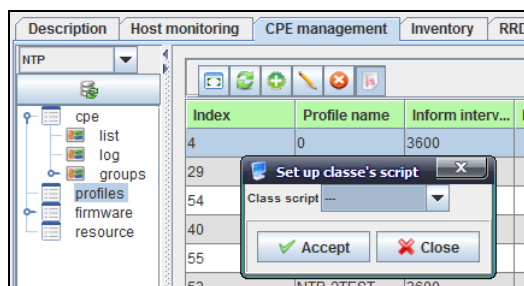 Description Host monitoring CPE management Inventory RRD
NTP
cpe
list
log
groups
profiles
firmware
resource
Index Profile name Inform interv...
4 0 3600
29
54
40
55
Set up classe's script
Class script ---
Accept Close